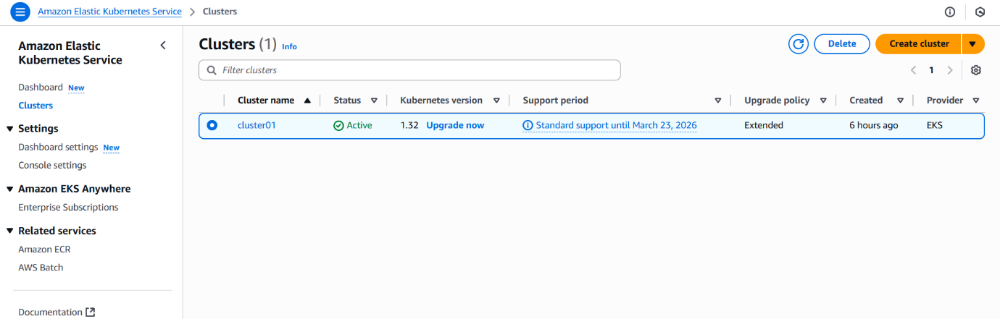 Amazon Elastic Kubernetes Service > Clusters
Amazon Elastic
Kubernetes Service
Dashboard New
Clusters
Settings
Dashboard settings New
Console settings
Amazon EKS Anywhere
Enterprise Subscriptions
Related services
Amazon ECR
AWS Batch
Documentation
Clusters (1) Info
Delete
Create cluster
Filter clusters
1
Cluster name Status Kubernetes version Support period Upgrade policy Created Provider
cluster01 Active 1.32 Upgrade now Standard support until March 23, 2026 Extended 6 hours ago EKS